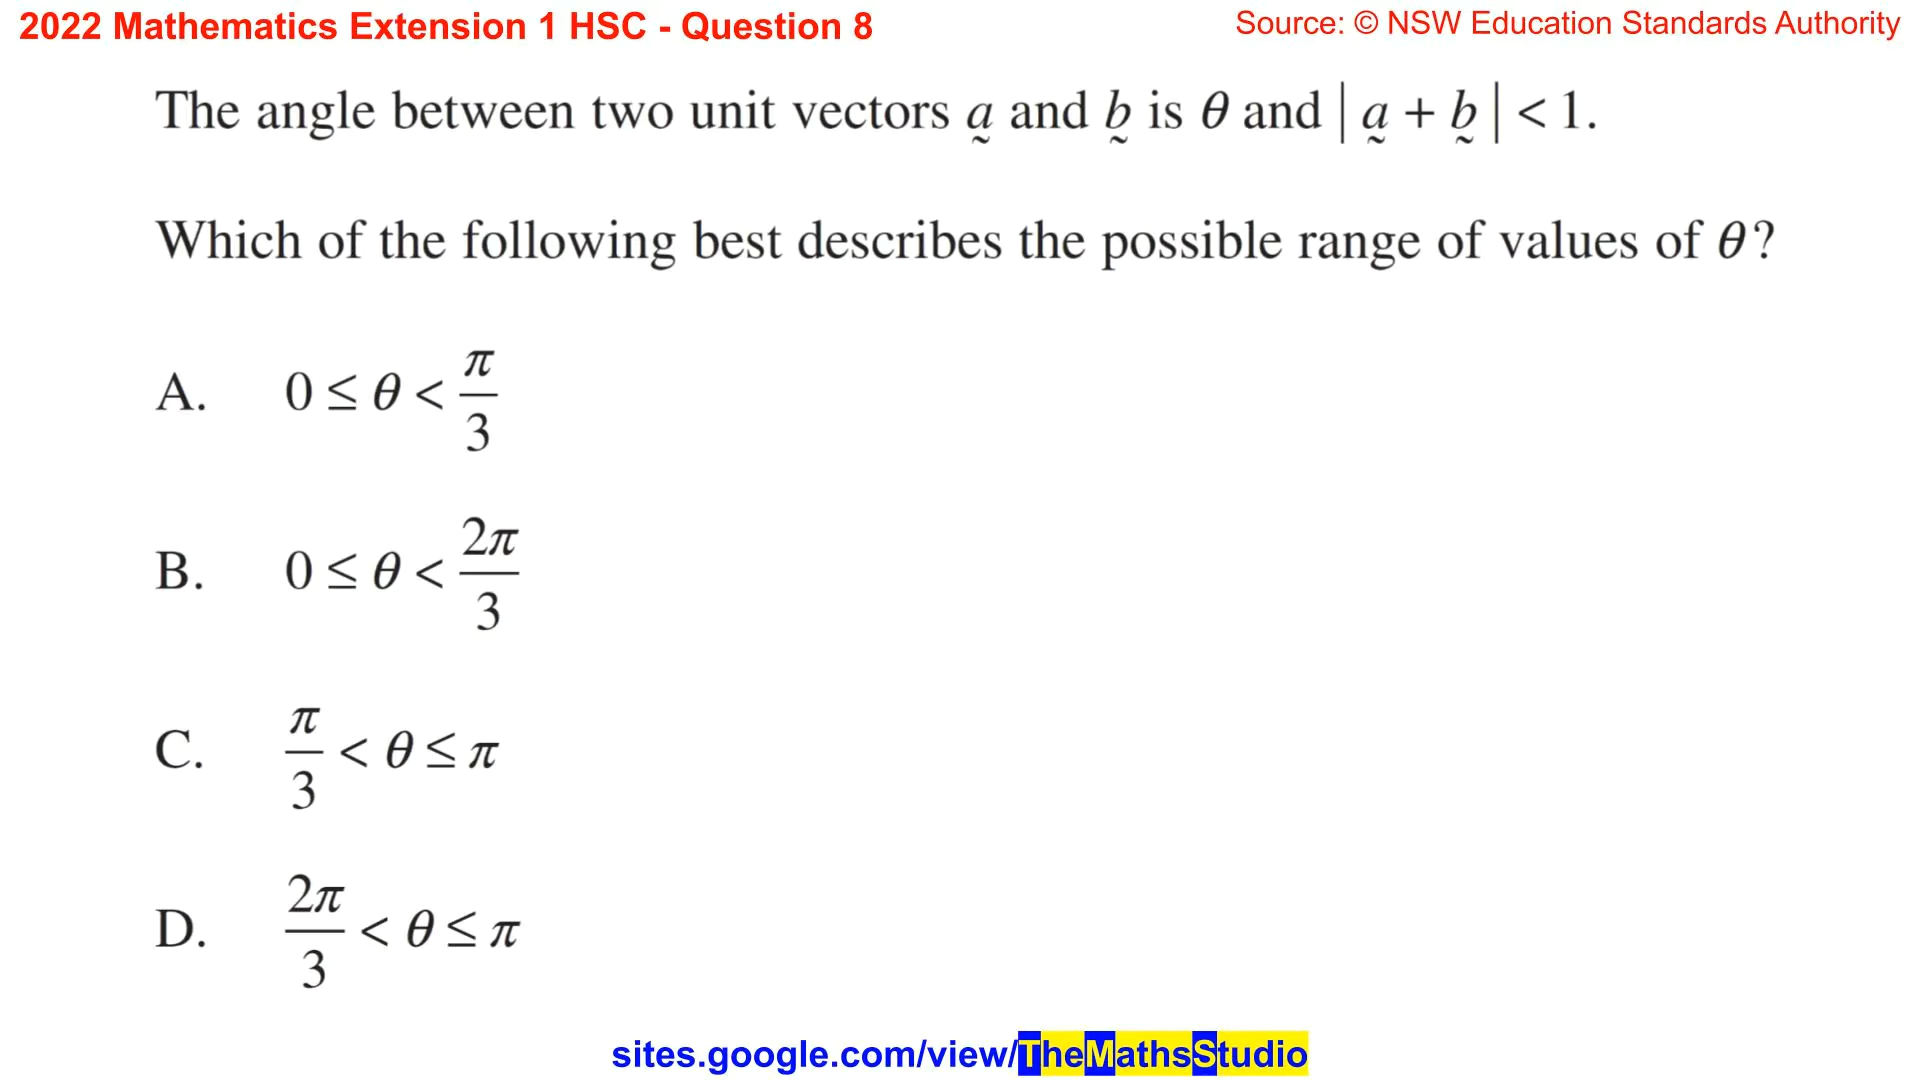 2022 Mathematics Extension 1 HSC - Question 8
Source: © NSW Education Standards Authority
The angle between two unit vectors a̰ and b̰ is θ and | a̰ + b̰ | < 1.
Which of the following best describes the possible range of values of θ?
A. 0 ≤ θ < π/3
B. 0 ≤ θ < 2π/3
C. π/3 < θ ≤ π
D. 2π/3 < θ ≤ π
sites.google.com/view/TheMathsStudio